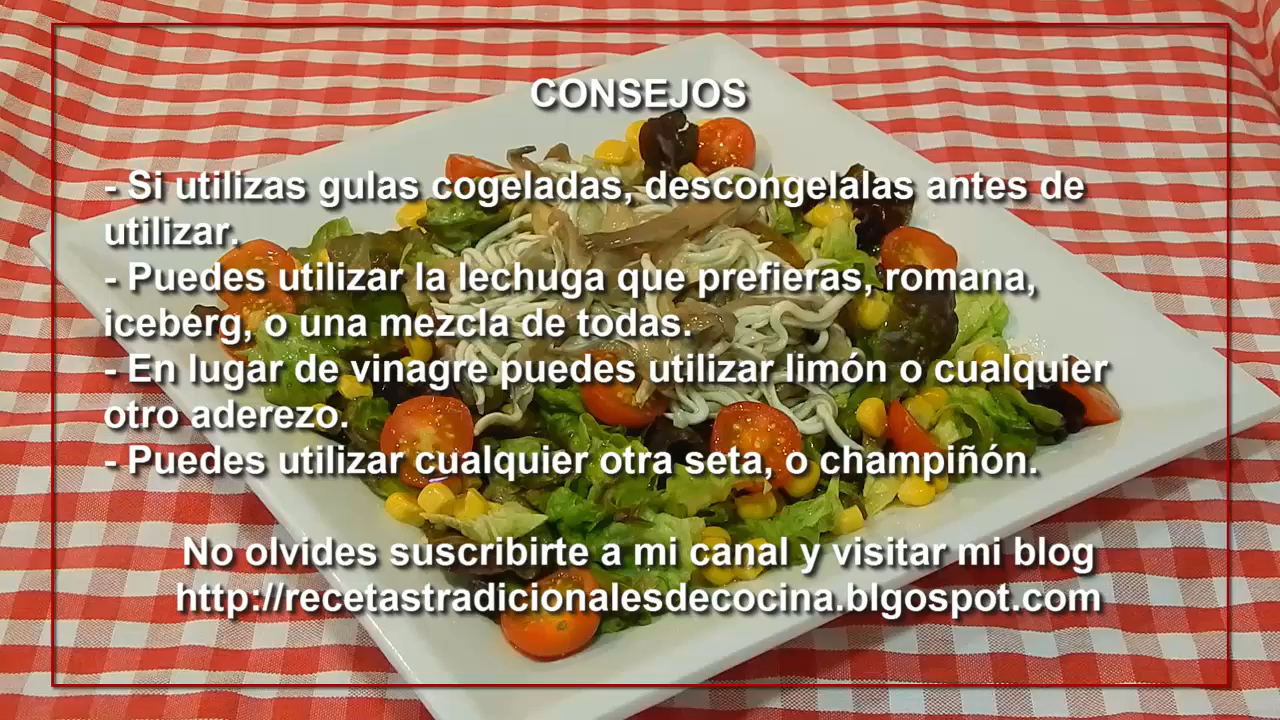 CONSEJOS
- Si utilizas gulas cogeladas, descongelalas antes de
utilizar.
- Puedes utilizar la lechuga que prefieras, romana,
iceberg, o una mezcla de todas.
- En lugar de vinagre puedes utilizar limón o cualquier
otro aderezo.
- Puedes utilizar cualquier otra seta, o champiñón.
No olvides suscribirte a mi canal y visitar mi blog
http://recetastradicionalesdecocina.blgospot.com